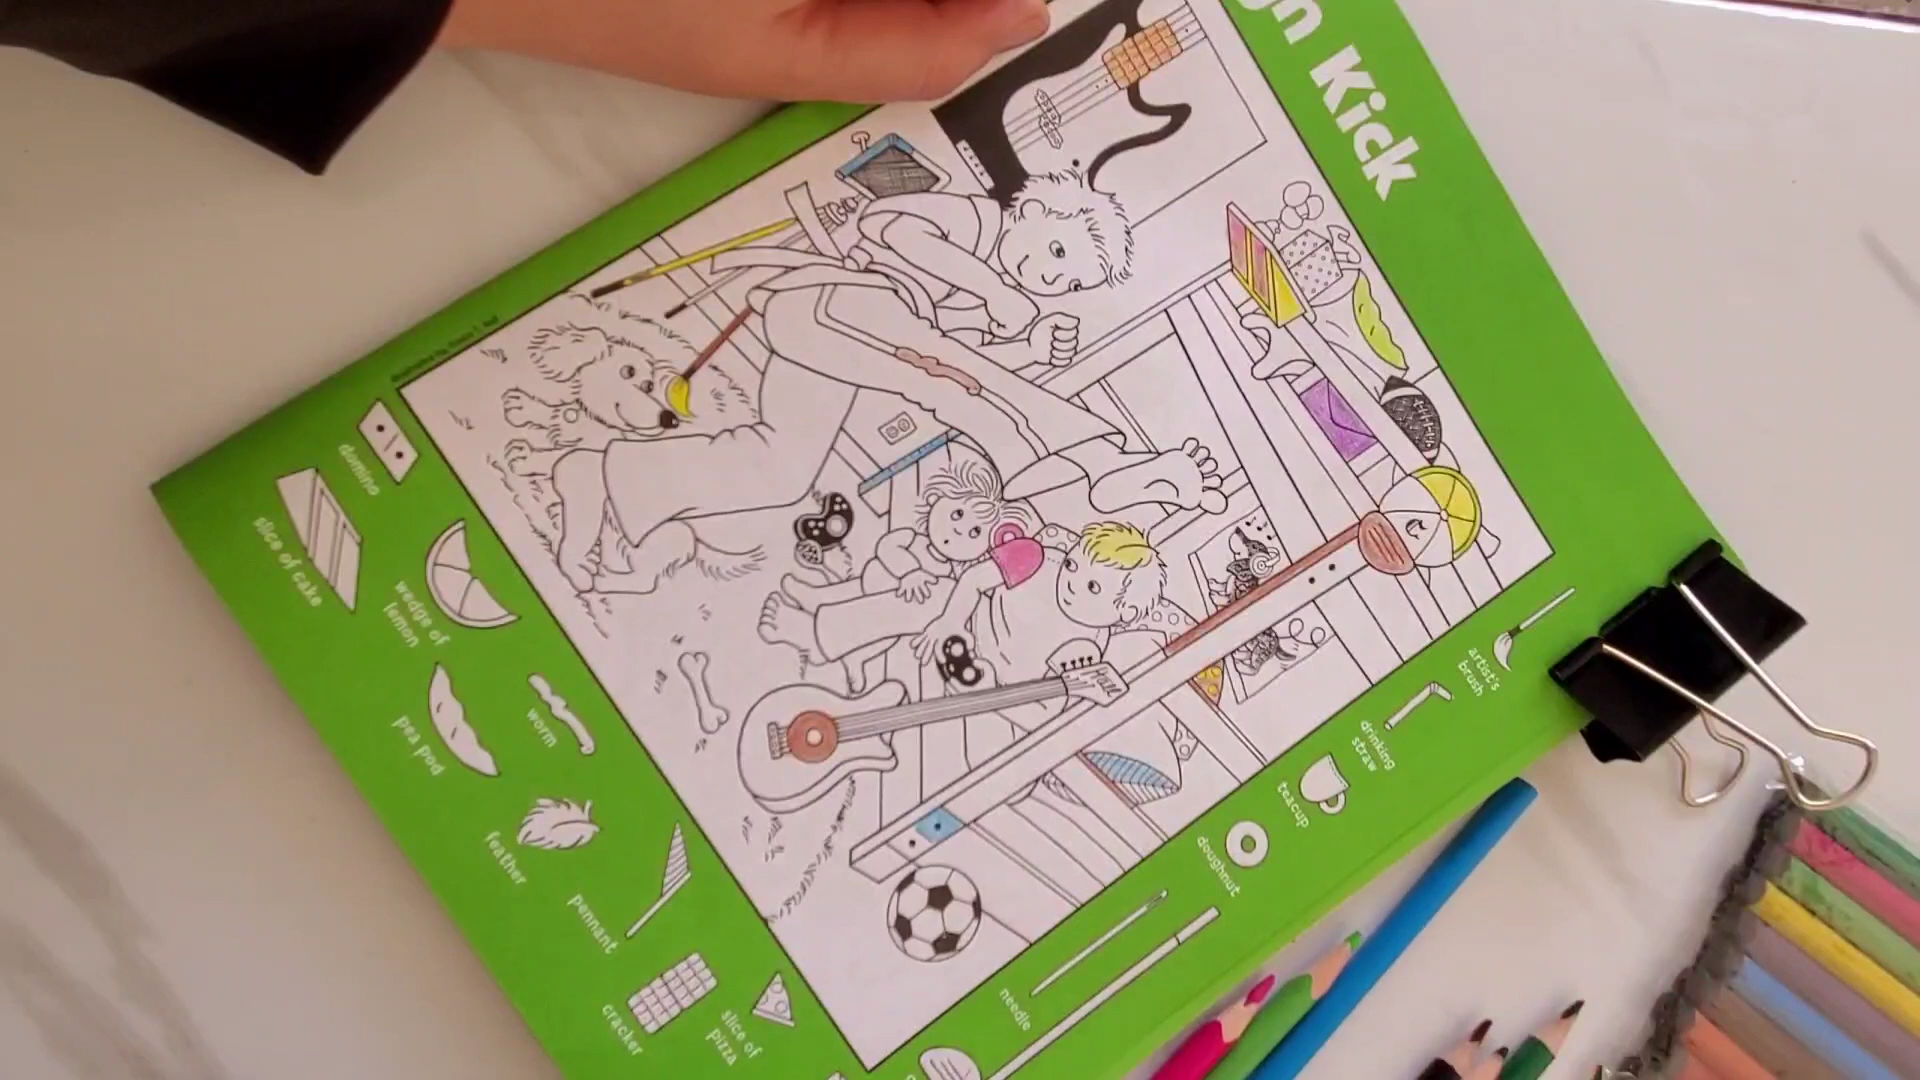 gn Kick
domino
slice of cake
wedge of
lemon
pea pod
worm
feather
pennant
cracker
slice of
pizza
needle
doughnut
teacup
drinking
straw
artist's
brush